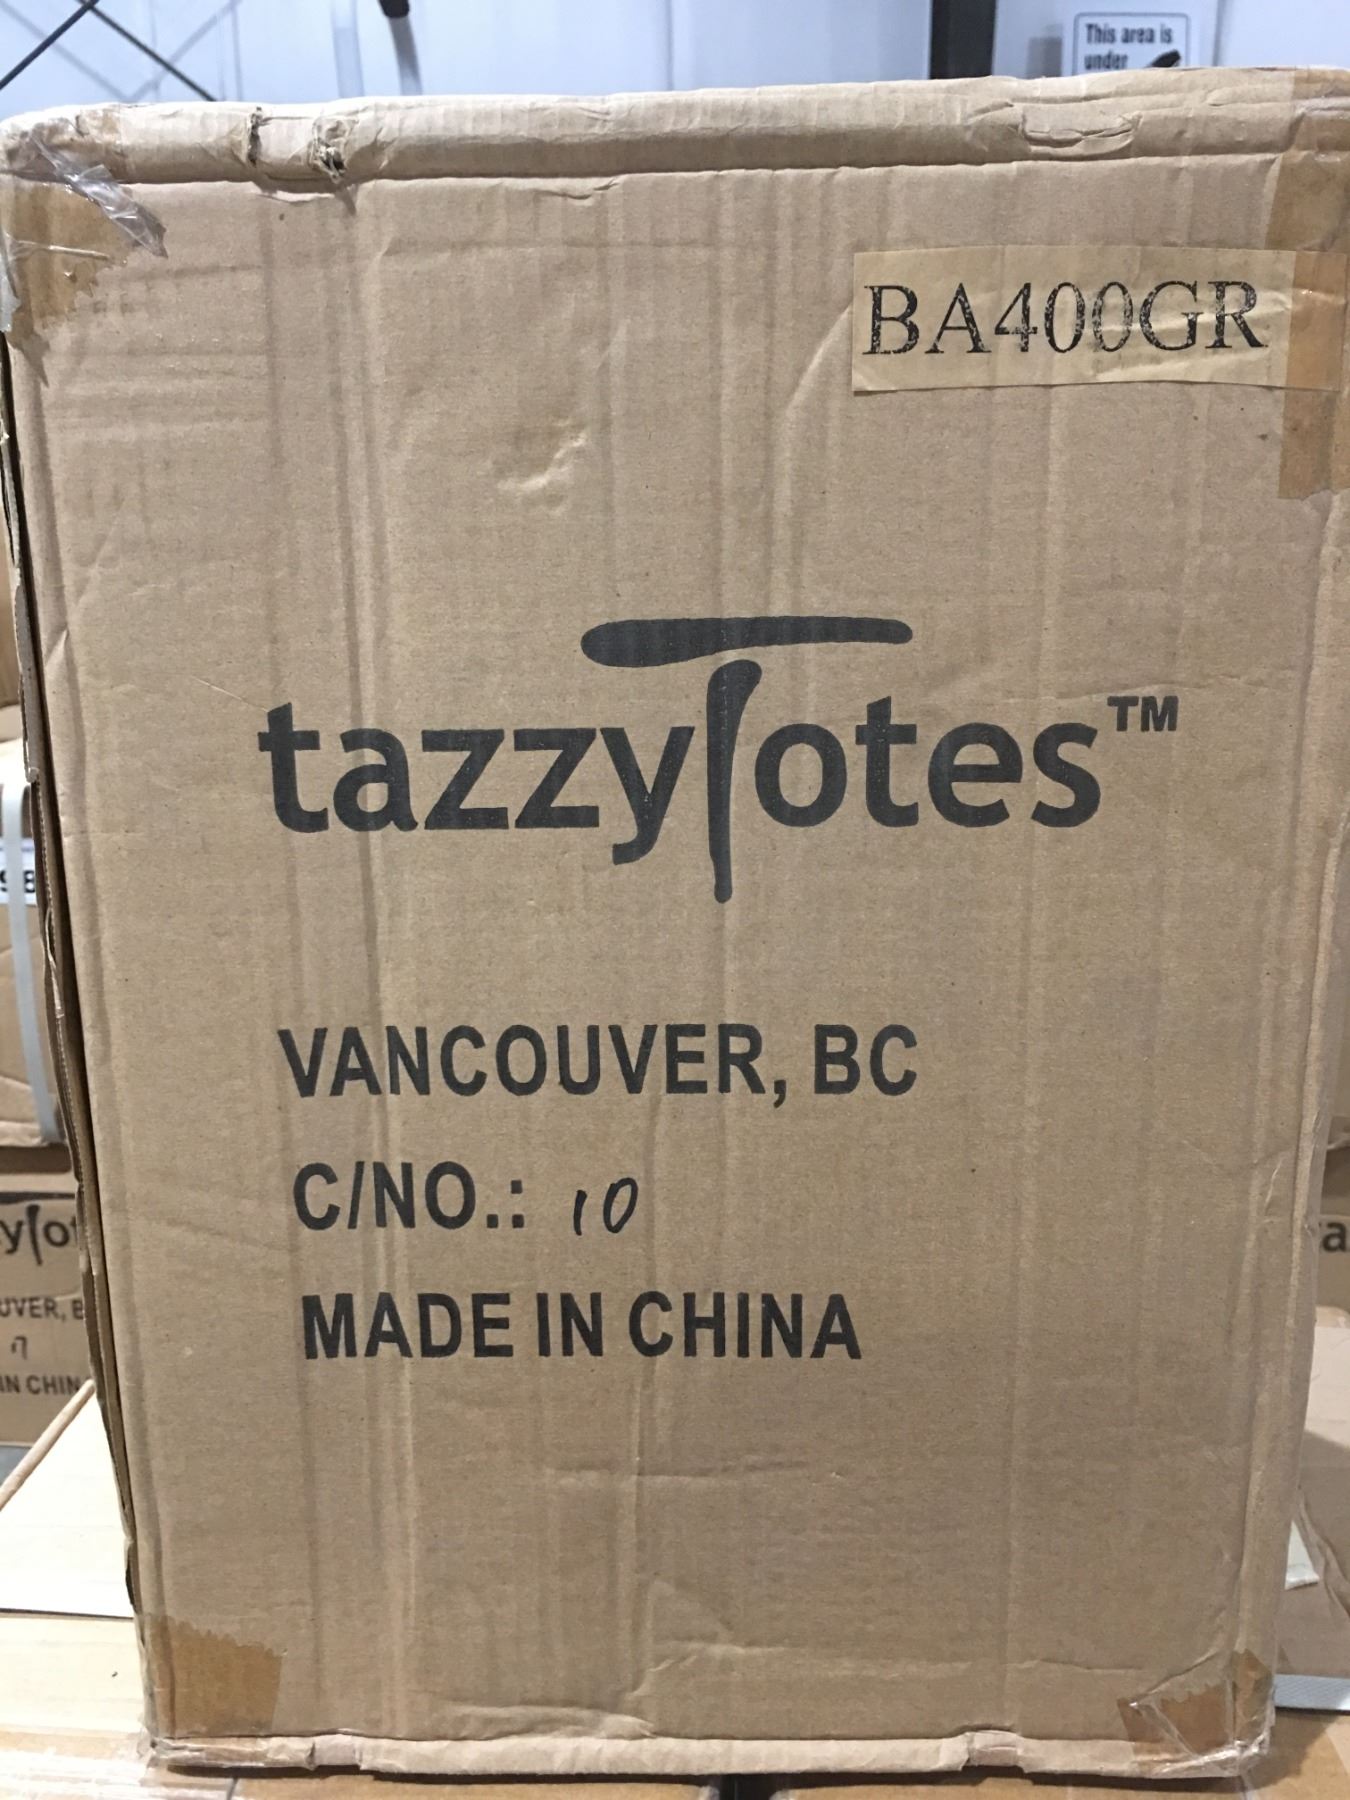 This area is
under
BA400GR
tazzyTotes™
VANCOUVER, BC
C/NO.: 10
MADE IN CHINA